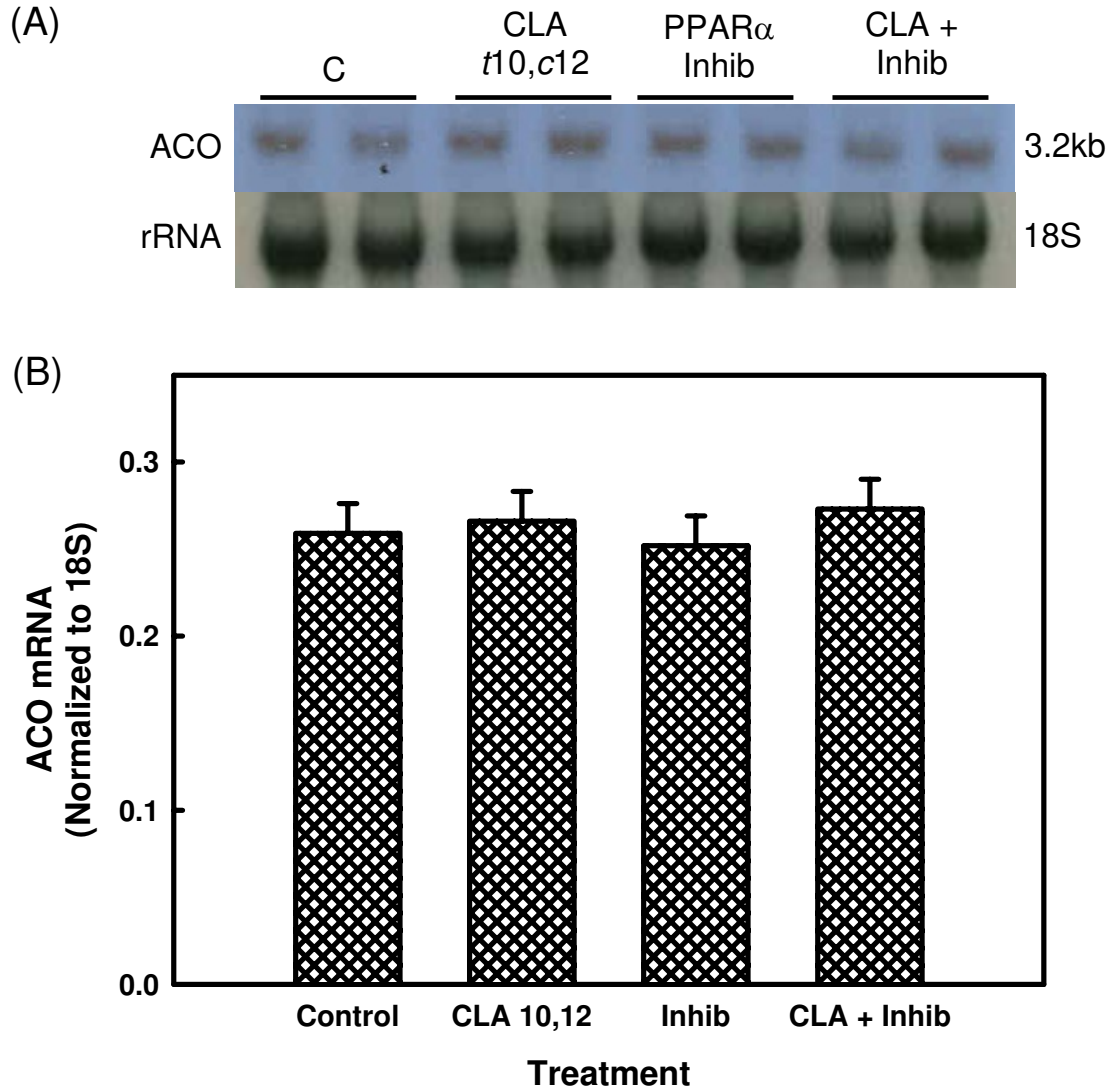 (A)
C
CLA
t10,c12
PPARα
Inhib
CLA +
Inhib
ACO
3.2kb
rRNA
18S
(B)
ACO mRNA
(Normalized to 18S)
0.3
0.2
0.1
0.0
Control
CLA 10,12
Inhib
CLA + Inhib
Treatment